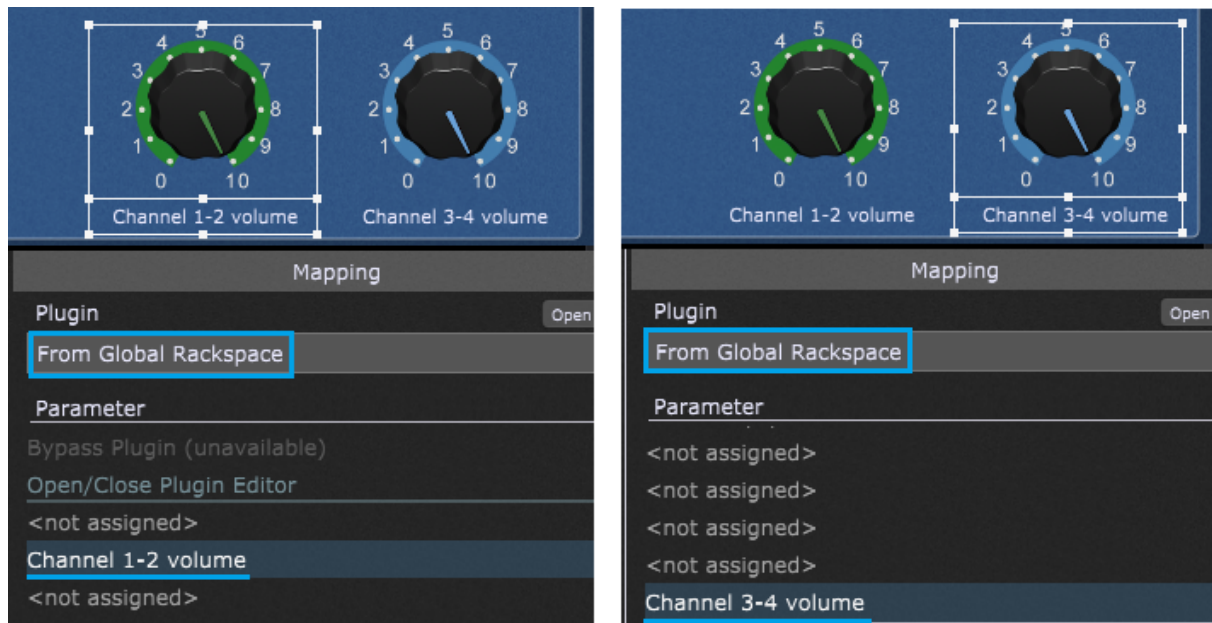 4 5 6
3 7
2 8
1 9
0 10
Channel 1-2 volume
4 5 6
3 7
2 8
1 9
0 10
Channel 3-4 volume
Mapping
Plugin
Open
From Global Rackspace
Parameter
Bypass Plugin (unavailable)
Open/Close Plugin Editor
<not assigned>
Channel 1-2 volume
<not assigned>
4 5 6
3 7
2 8
1 9
0 10
Channel 1-2 volume
4 5 6
3 7
2 8
1 9
0 10
Channel 3-4 volume
Mapping
Plugin
Open
From Global Rackspace
Parameter
<not assigned>
<not assigned>
<not assigned>
<not assigned>
Channel 3-4 volume